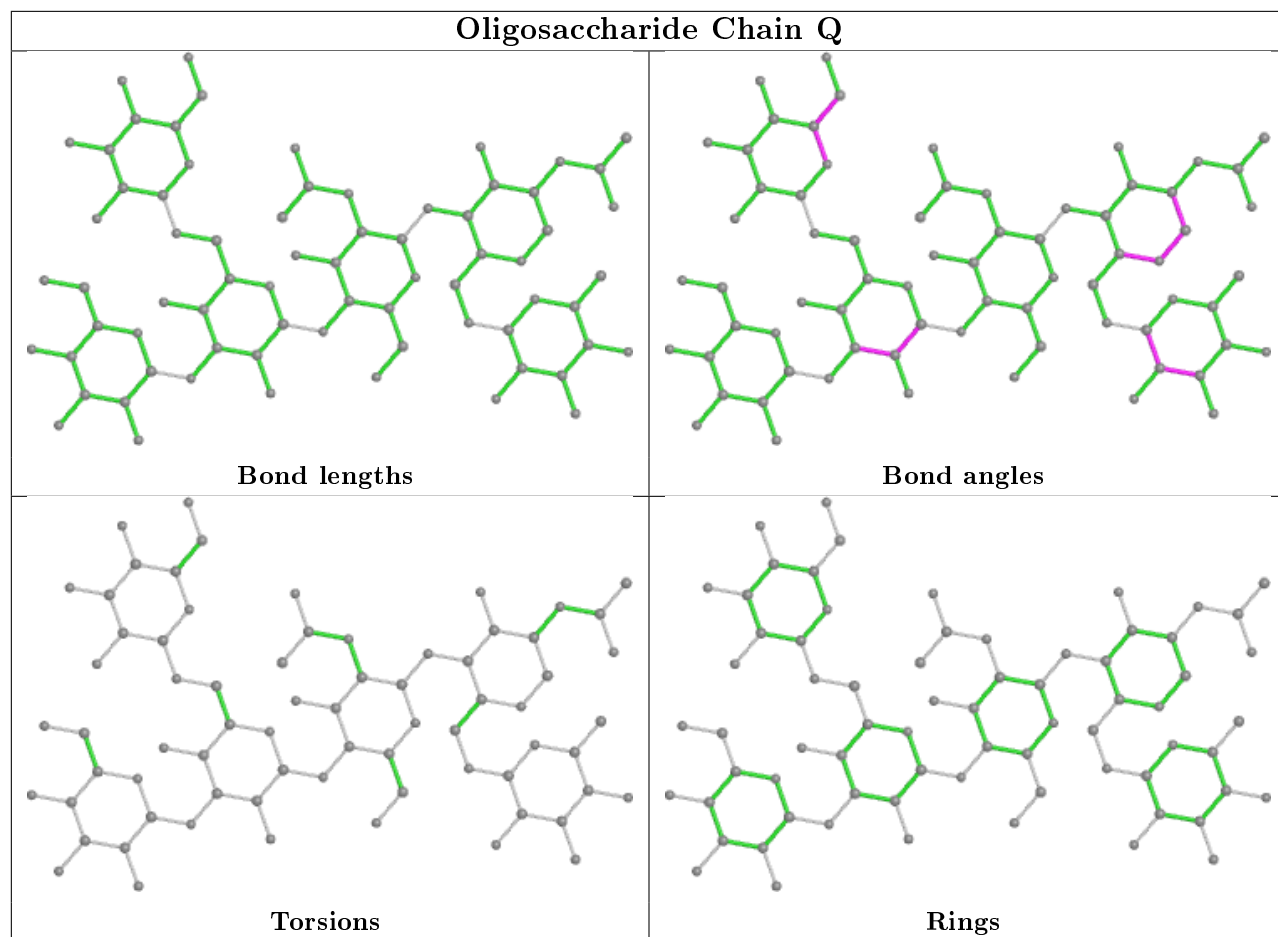 Oligosaccharide Chain Q
Bond lengths
Bond angles
Torsions
Rings